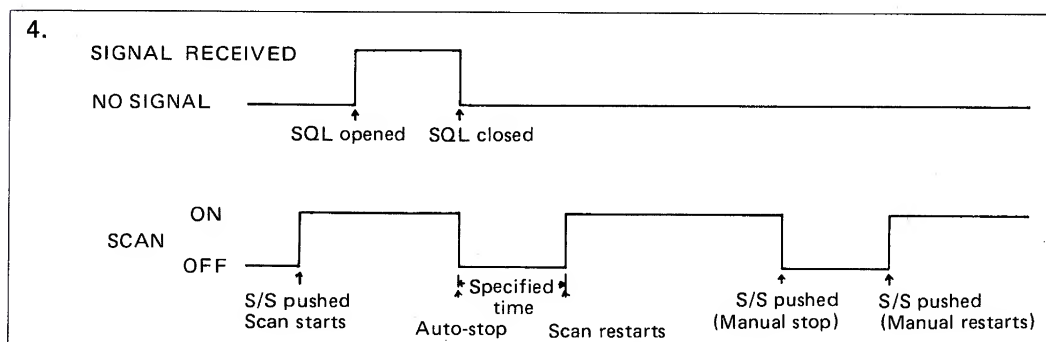 4.
SIGNAL RECEIVED
NO SIGNAL
SQL opened
SQL closed
ON
SCAN
OFF
S/S pushed
Scan starts
Specified
time
Auto-stop
Scan restarts
S/S pushed
(Manual stop)
S/S pushed
(Manual restarts)